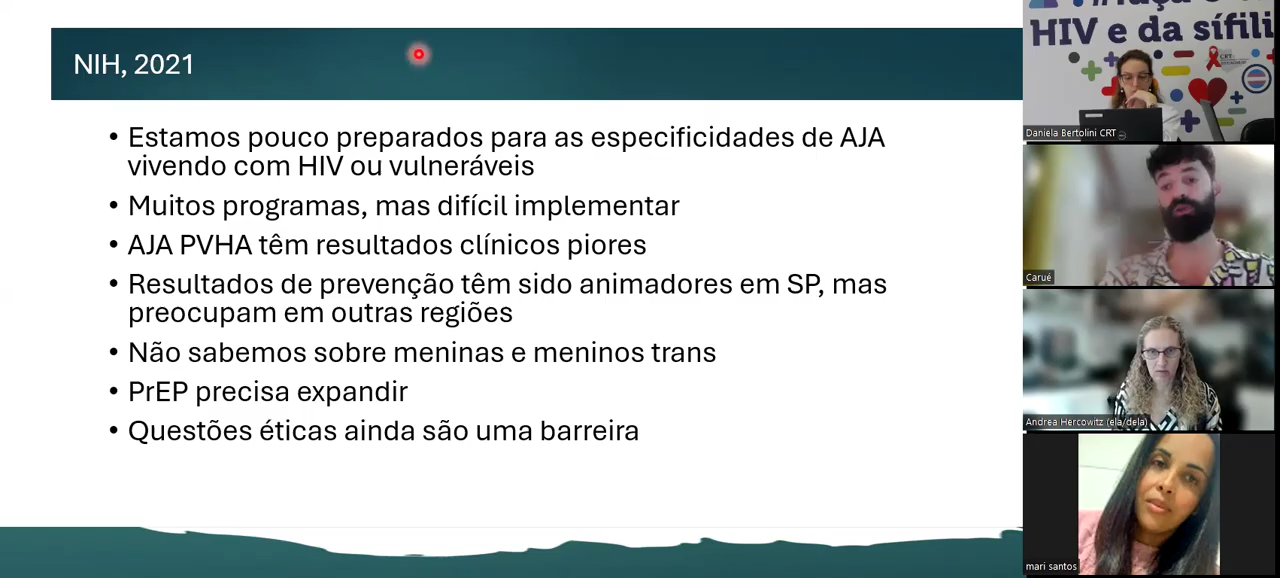 NIH, 2021
• Estamos pouco preparados para as especificidades de AJA
vivendo com HIV ou vulneráveis
• Muitos programas, mas difícil implementar
• AJA PVHA têm resultados clínicos piores
• Resultados de prevenção têm sido animadores em SP, mas
preocupam em outras regiões
• Não sabemos sobre meninas e meninos trans
• PrEP precisa expandir
• Questões éticas ainda são uma barreira
HIV e da sífili
CRT
Daniela Bertolini CRT
Carué
Andrea Hercowitz (ela/dela)
mari santos